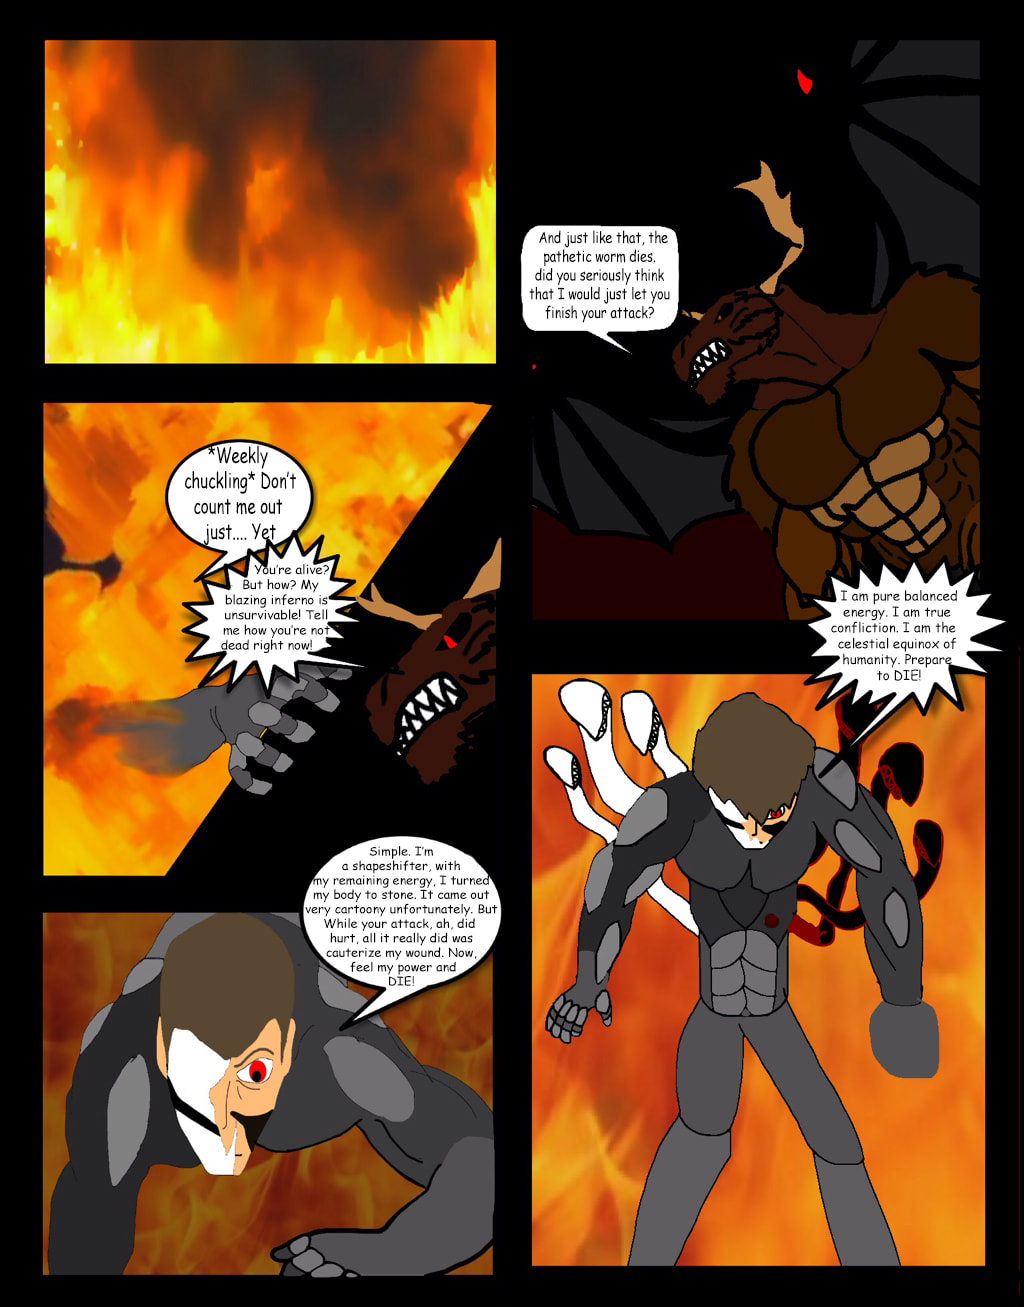 And just like that, the
pathetic worm dies.
did you seriously think
that I would just let you
finish your attack?
*Weekly
chuckling* Don't
count me out
just.... Yet
You're alive?
But how? My
blazing inferno is
unsurvivable! Tell
me how you're not
dead right now!
Simple. I'm
a shapeshifter, with
my remaining energy, I turned
my body to stone. It came out
very cartoony unfortunately. But
While your attack, ah, did
hurt, all it really did was
cauterize my wound. Now,
feel my power and
DIE!
I am pure balanced
energy. I am true
confliction. I am the
celestial equinox of
humanity. Prepare
to DIE!